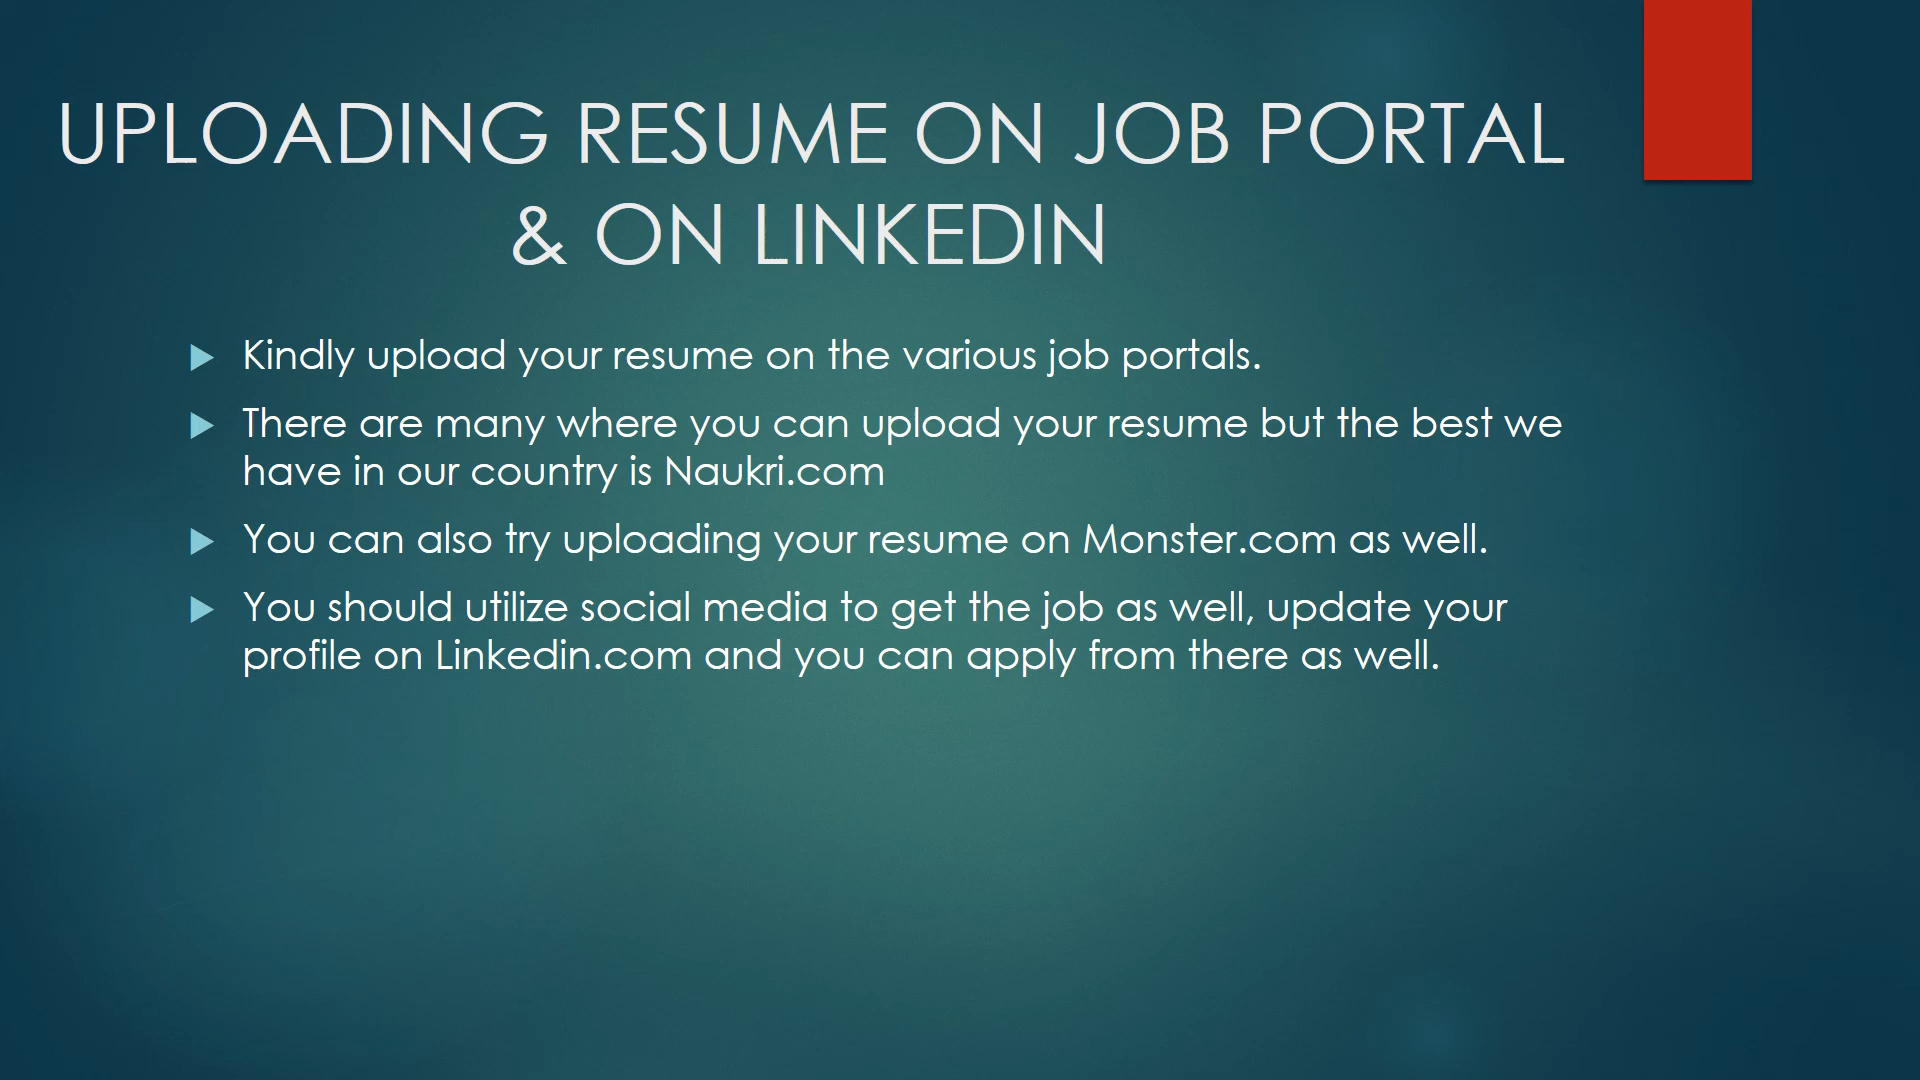 UPLOADING RESUME ON JOB PORTAL
& ON LINKEDIN
Kindly upload your resume on the various job portals.
There are many where you can upload your resume but the best we
have in our country is Naukri.com
You can also try uploading your resume on Monster.com as well.
You should utilize social media to get the job as well, update your
profile on Linkedin.com and you can apply from there as well.